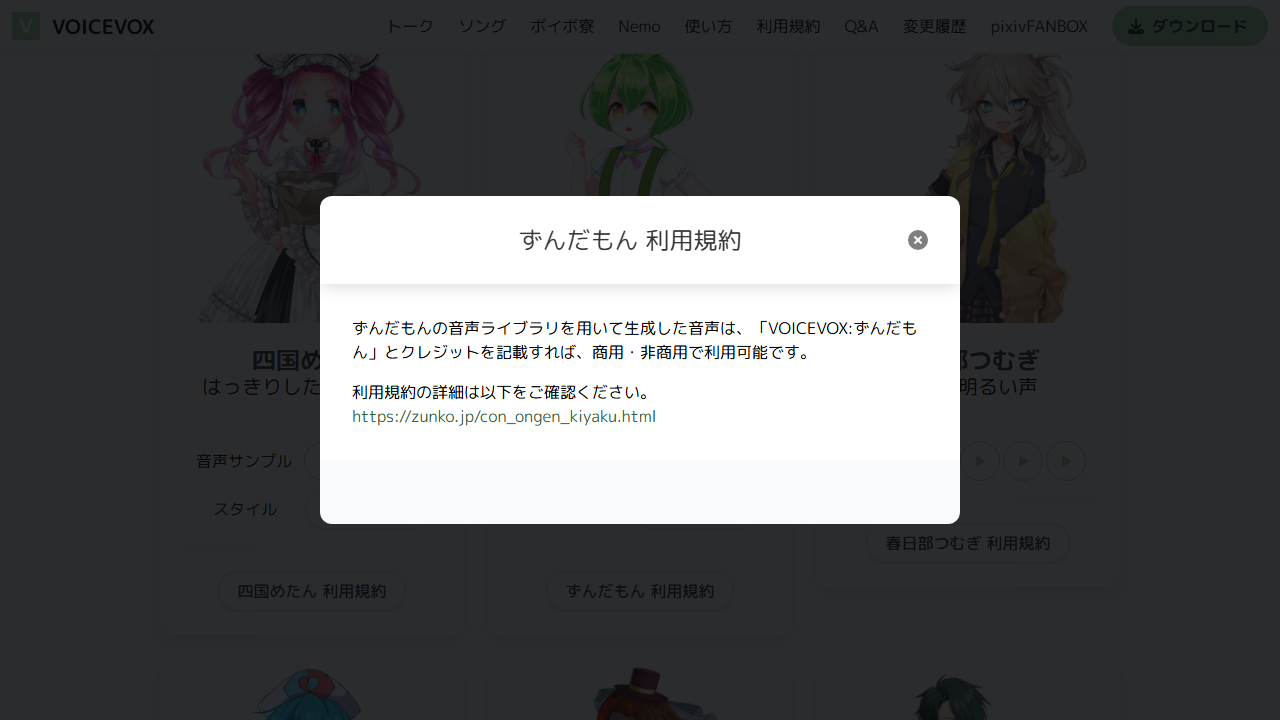 V VOICEVOX
トーク ソング ボイボ寮 Nemo 使い方 利用規約 Q&A 変更履歴 pixivFANBOX ダウンロード
ずんだもん 利用規約
ずんだもんの音声ライブラリを用いて生成した音声は、「VOICEVOX:ずんだも
ん」とクレジットを記載すれば、商用・非商用で利用可能です。
利用規約の詳細は以下をご確認ください。
https://zunko.jp/con_ongen_kiyaku.html
四国め
はっきりした
音声サンプル
スタイル
四国めたん 利用規約
ずんだもん 利用規約
部つむぎ
明るい声
春日部つむぎ 利用規約